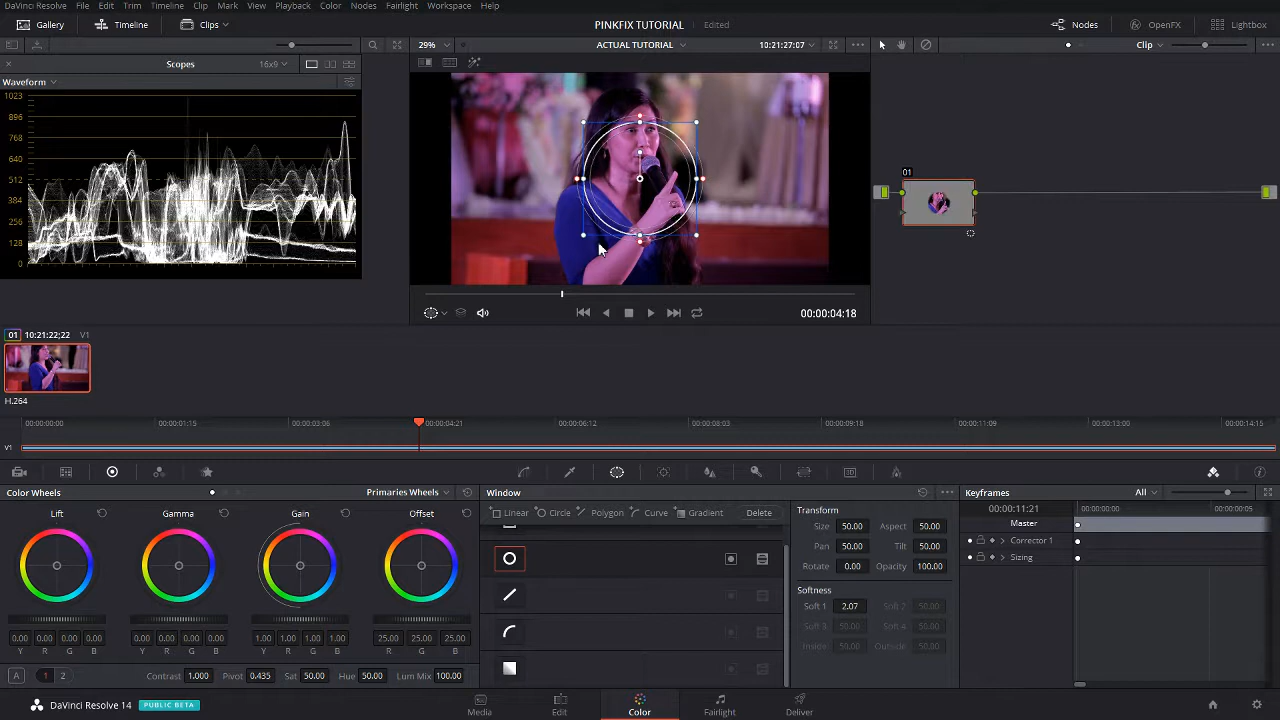 DaVinci Resolve File Edit Trim Timeline Clip Mark View Playback Color Nodes Fairlight Workspace Help
Gallery Timeline Clips PINKFIX TUTORIAL Edited Nodes OpenFX Lightbox
29% ACTUAL TUTORIAL 10:21:27:07 Clip
Scopes 16x9
Waveform
1023
896
768
640
512
384
256
128
0
01
00:00:04:18
01 10:21:22;22 V1
H.264
00:00:00:00 00:00:01:15 00:00:03:06 00:00:04:21 00:00:06:12 00:00:08:03 00:00:09:18 00:00:11:09 00:00:13:00 00:00:14:15
V1
Color Wheels Primaries Wheels Window Keyframes All
Lift Gamma Gain Offset
Linear Circle Polygon Curve Gradient Delete
Transform
Size 50.00 Aspect 50.00
Pan 50.00 Tilt 50.00
Rotate 0.00 Opacity 100.00
Softness
Soft 1 2.07 Soft 2 50.00
Soft 3 50.00 Soft 4 50.00
Inside 50.00 Outside 50.00
00:00:11:21 00:00:00:00 00:00:00:05
Master
Corrector 1
Sizing
0.00 0.00 0.00 0.00 0.00 0.00 0.00 0.00 1.00 1.00 1.00 1.00 25.00 25.00 25.00
Y R G B Y R G B Y R G B R G B
A 1 2 Contrast 1.000 Pivot 0.435 Sat 50.00 Hue 50.00 Lum Mix 100.00
DaVinci Resolve 14 PUBLIC BETA Media Edit Color Fairlight Deliver